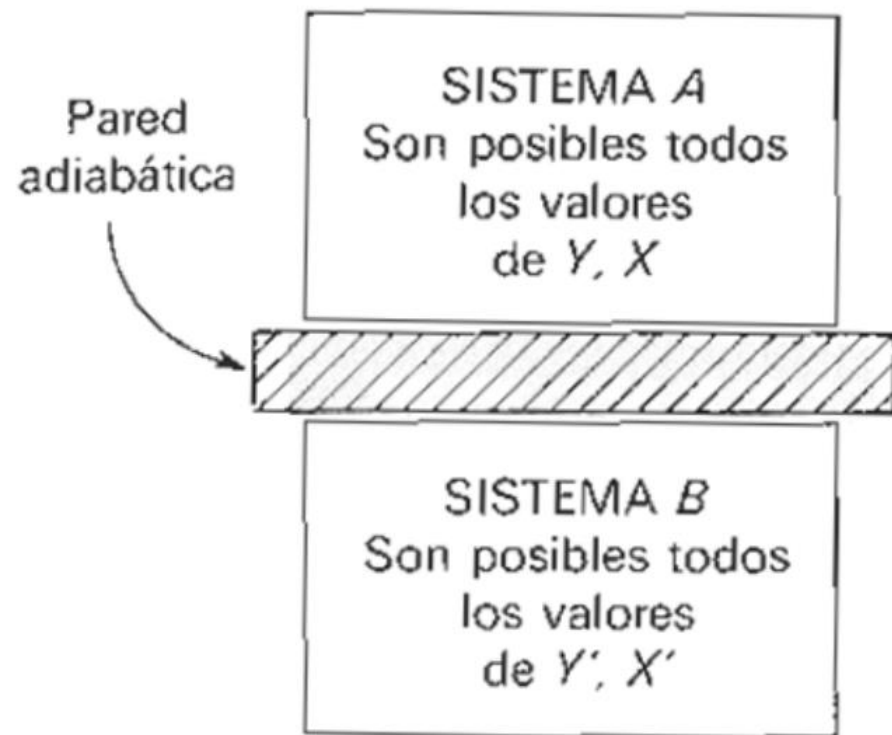 Pared
adiabática
SISTEMA A
Son posibles todos
los valores
de Y, X
SISTEMA B
Son posibles todos
los valores
de Y´, X´